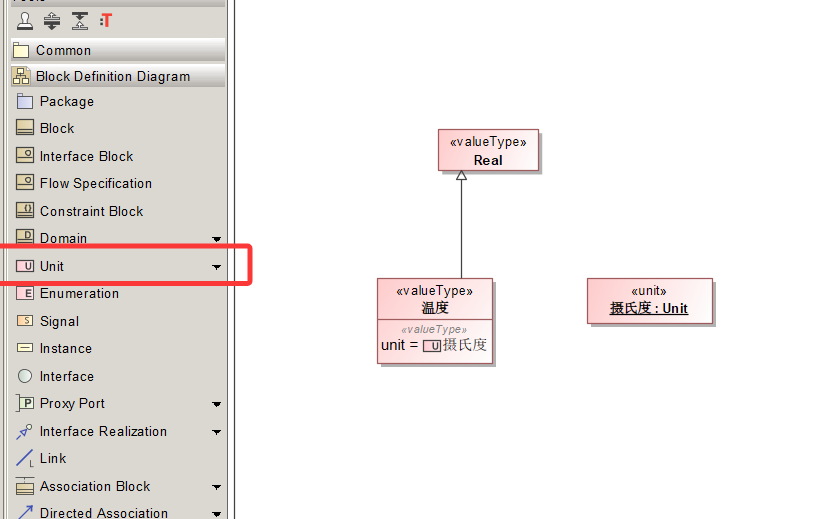 :T
Common
Block Definition Diagram
Package
Block
Interface Block
Flow Specification
Constraint Block
Domain
Unit
Enumeration
Signal
Instance
Interface
Proxy Port
Interface Realization
Link
Association Block
Directed Association
«valueType»
Real
«valueType»
温度
«valueType»
unit = U摄氏度
«unit»
摄氏度 : Unit